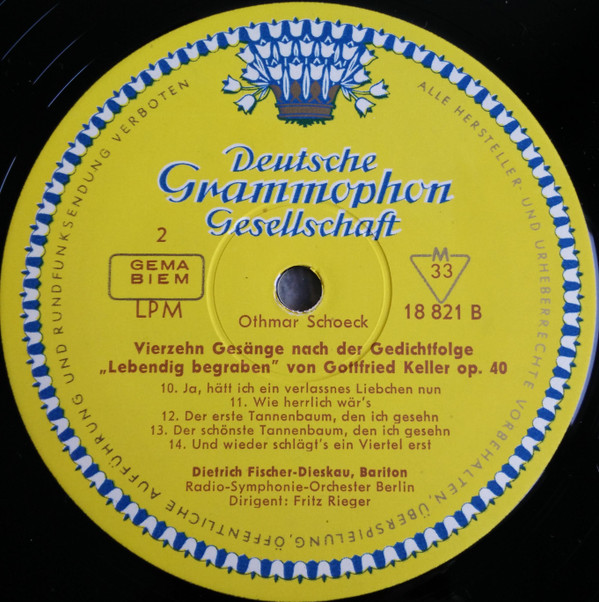 Deutsche
Grammophon
Gesellschaft
2
GEMA
BIEM
LPM
M
33
18 821 B
Othmar Schoeck
Vierzehn Gesänge nach der Gedichtfolge
„Lebendig begraben” von Gottfried Keller op. 40
10. Ja, hätt ich ein verlassnes Liebchen nun
11. Wie herrlich wär's
12. Der erste Tannenbaum, den ich gesehn
13. Der schönste Tannenbaum, den ich gesehn
14. Und wieder schlägt's ein Viertel erst
Dietrich Fischer-Dieskau, Bariton
Radio-Symphonie-Orchester Berlin
Dirigent: Fritz Rieger
ALLE HERSTELLER- UND URHEBERRECHTE VORBEHALTEN, ÜBERSPIELUNG, ÖFFENTLICHE AUFFÜHRUNG UND RUNDFUNKSENDUNG VERBOTEN